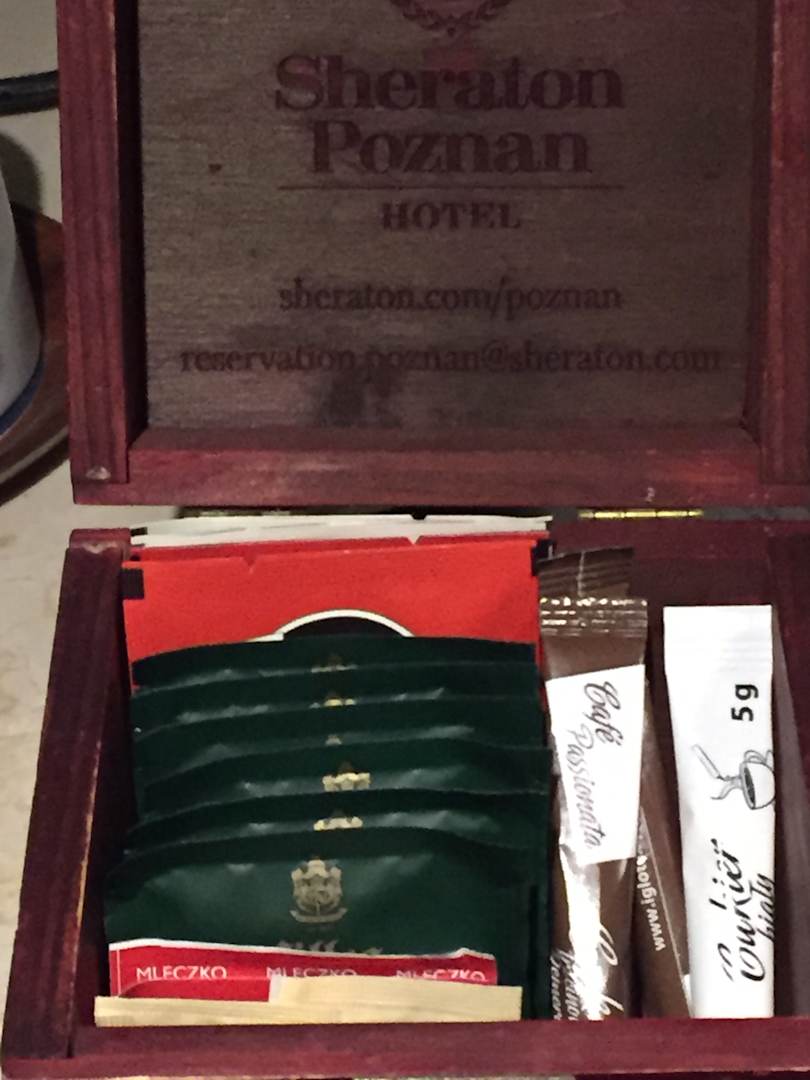 Sheraton
Poznan
HOTEL
sheraton.com/poznan
reservation.poznan@sheraton.com
Café
Passionata
5g
Cukier
biały
MLECZKO MLECZKO MLECZKO